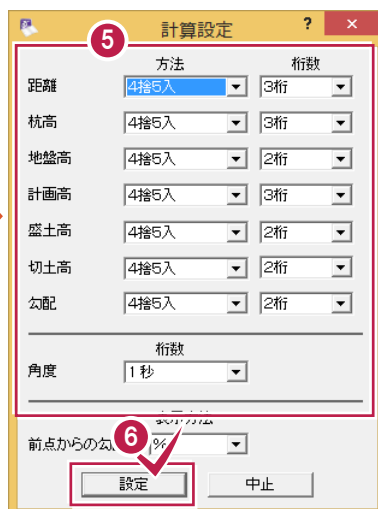 計算設定 ? ×
5
方法 桁数
距離 4捨5入 3桁
杭高 4捨5入 3桁
地盤高 4捨5入 2桁
計画高 4捨5入 3桁
盛土高 4捨5入 2桁
切土高 4捨5入 2桁
勾配 4捨5入 2桁
桁数
角度 1秒
表示方法
前点からの勾 6 %
設定 中止